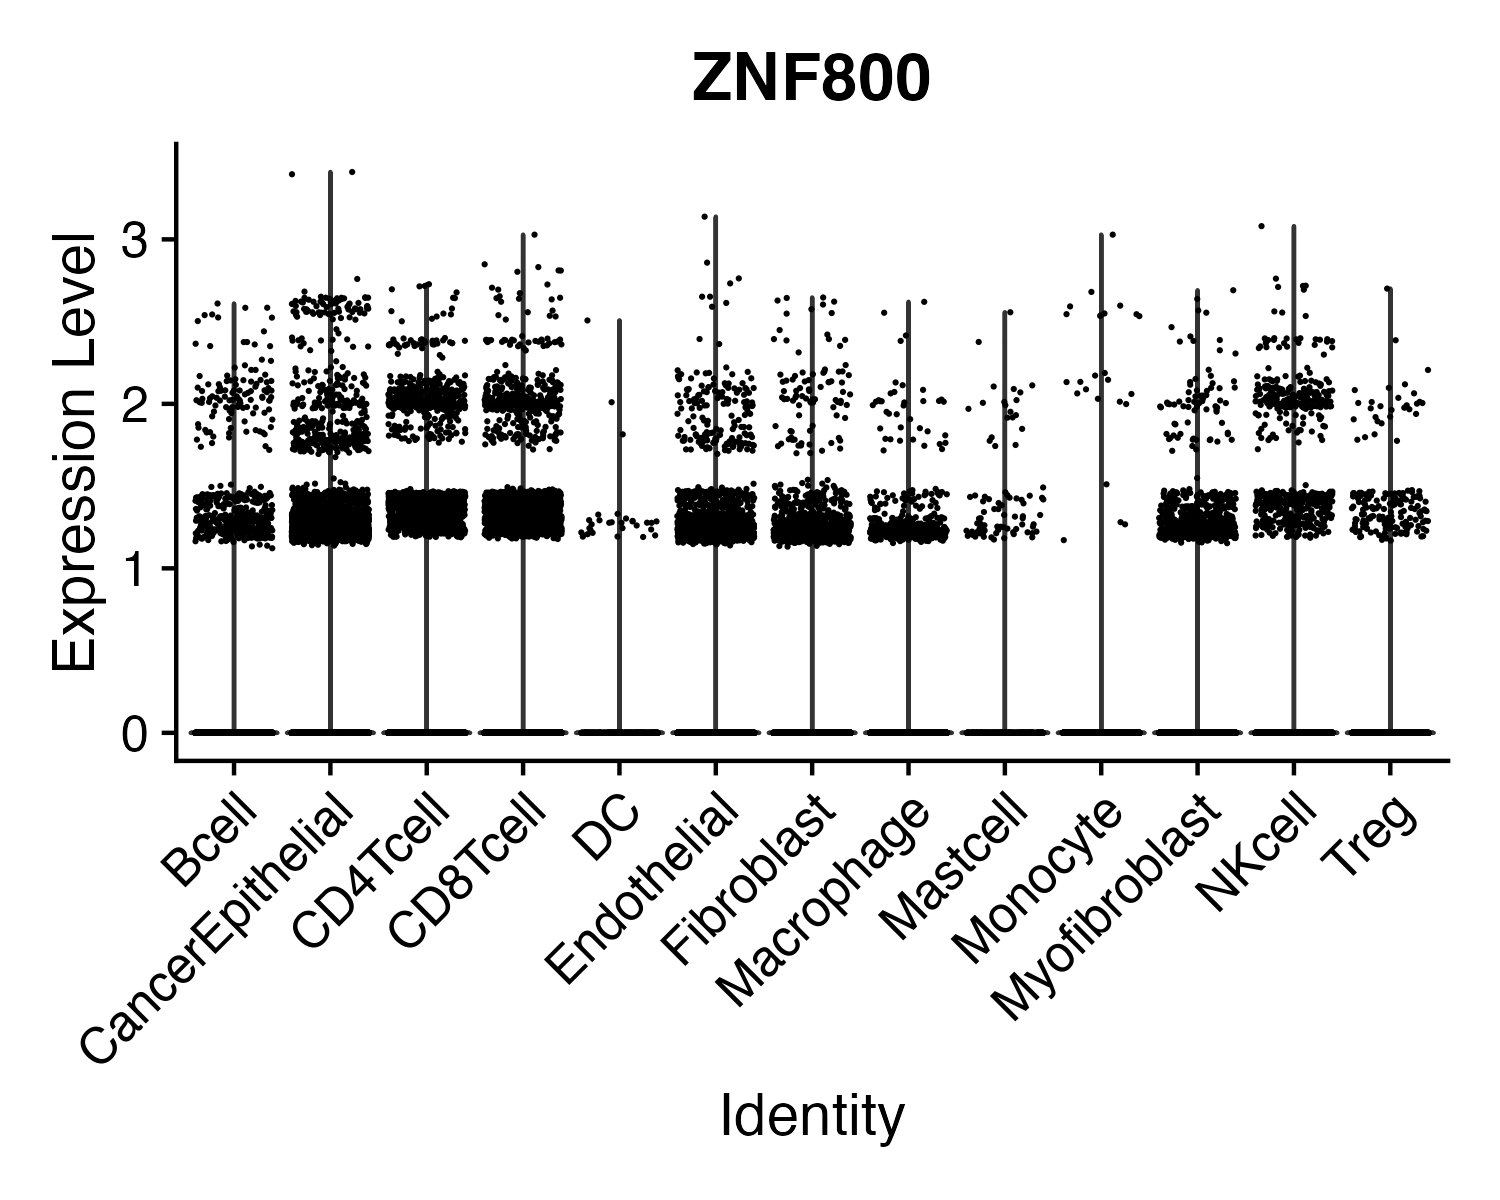 ZNF800
Expression Level
3
2
1
0
Bcell
CancerEpithelial
CD4Tcell
CD8Tcell
DC
Endothelial
Fibroblast
Macrophage
Mastcell
Monocyte
Myofibroblast
NKcell
Treg
Identity